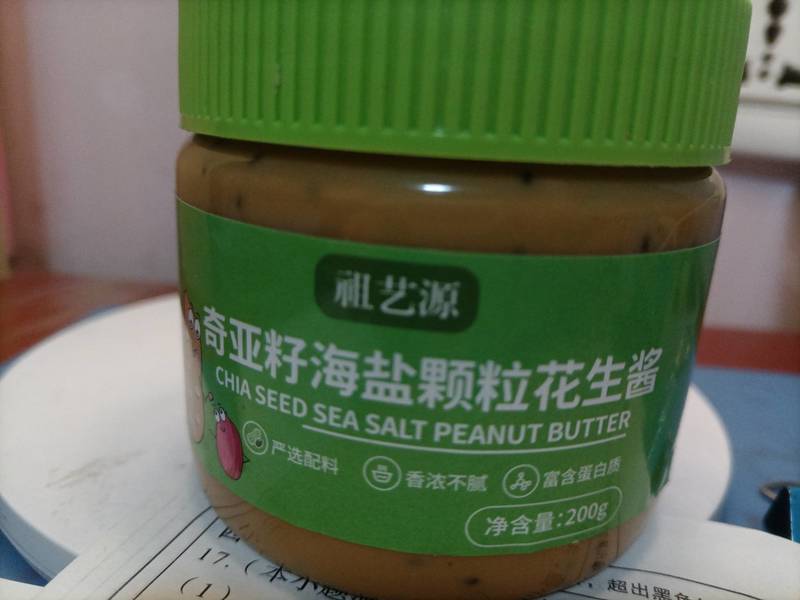 祖艺源
奇亚籽海盐颗粒花生酱
CHIA SEED SEA SALT PEANUT BUTTER
严选配料
香浓不腻
富含蛋白质
净含量:200g
17.(本小题
超出黑色
(1)